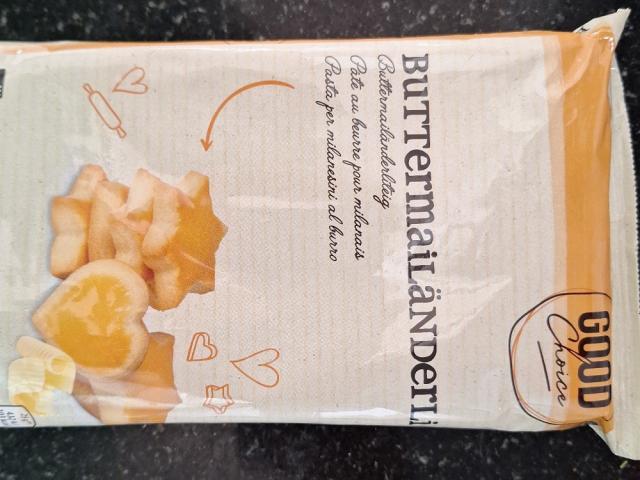 GOOD
Choice
BUTTERMAILÄNDERLI
Buttermailänderliteig
Pâte au beurre pour milanais
Pasta per milanesini al burro